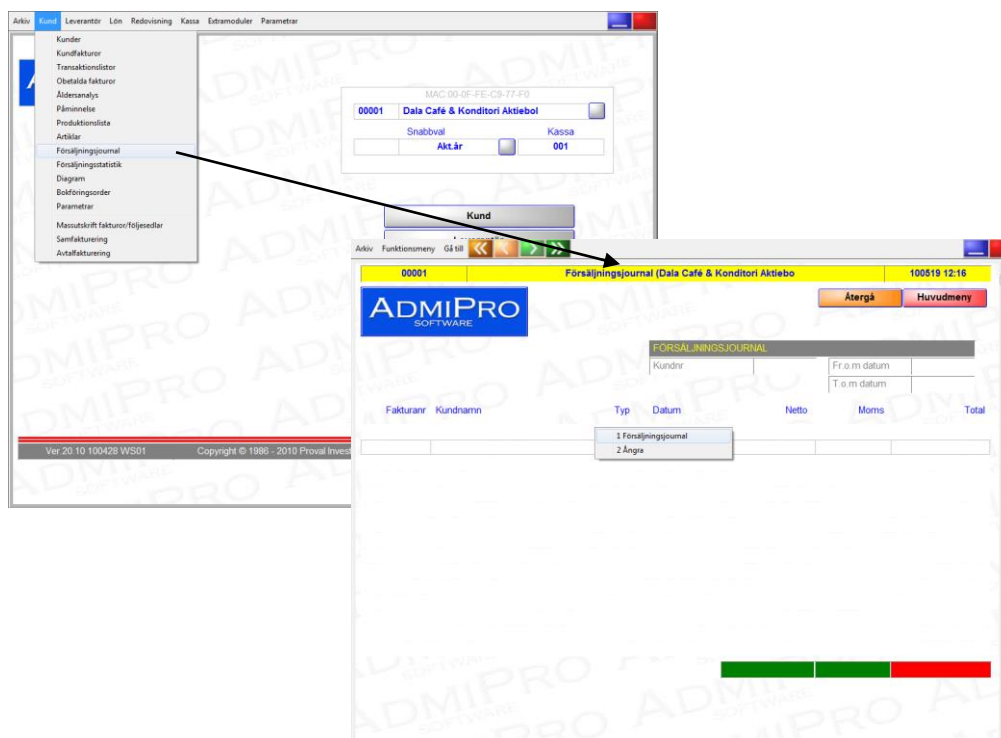 Arkiv Kund Leverantör Lön Redovisning Kassa Extramoduler Parametrar
Kunder
Kundfakturor
Transaktionslistor
Obetalda fakturor
Åldersanalys
Påminnelse
Produktionslista
Artiklar
Försäljningsjournal
Försäljningsstatistik
Diagram
Bokföringsorder
Parametrar
Massutskrift fakturor/följesedlar
Samfakturering
Avtalfakturering
MAC 00-0F-FE-C9-77-F0
00001 Dala Café & Konditori Aktiebol
Snabbval Kassa
Akt.år 001
Kund
Ver.20.10 100428 WS01 Copyright © 1986 - 2010 Proval Invest
Arkiv Funktionsmeny Gå till
00001 Försäljningsjournal (Dala Café & Konditori Aktiebo 100519 12:16
ADMIPRO
SOFTWARE
Återgå Huvudmeny
FÖRSÄLJNINGSJOURNAL
Kundnr Fr.o.m datum
T.o.m datum
Fakturanr Kundnamn Typ Datum Netto Moms Total
1 Försäljningsjournal
2 Ångra